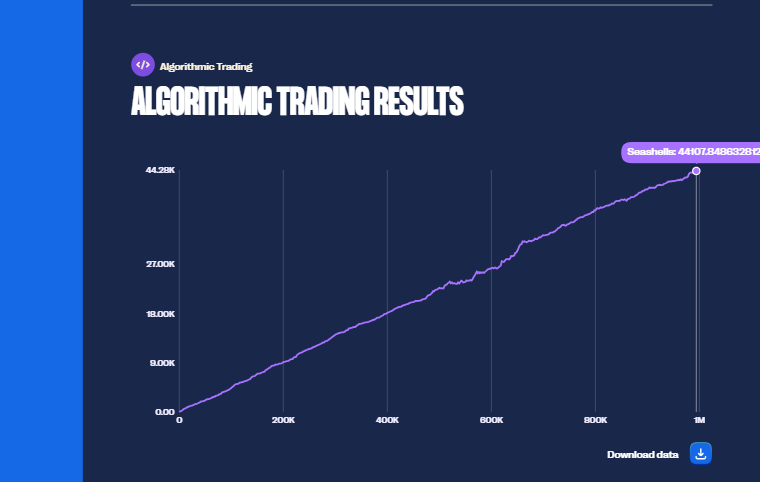 </> Algorithmic Trading
ALGORITHMIC TRADING RESULTS
Seashells: 44107.848632812
44.28K
27.00K
18.00K
9.00K
0.00
0 200K 400K 600K 800K 1M
Download data